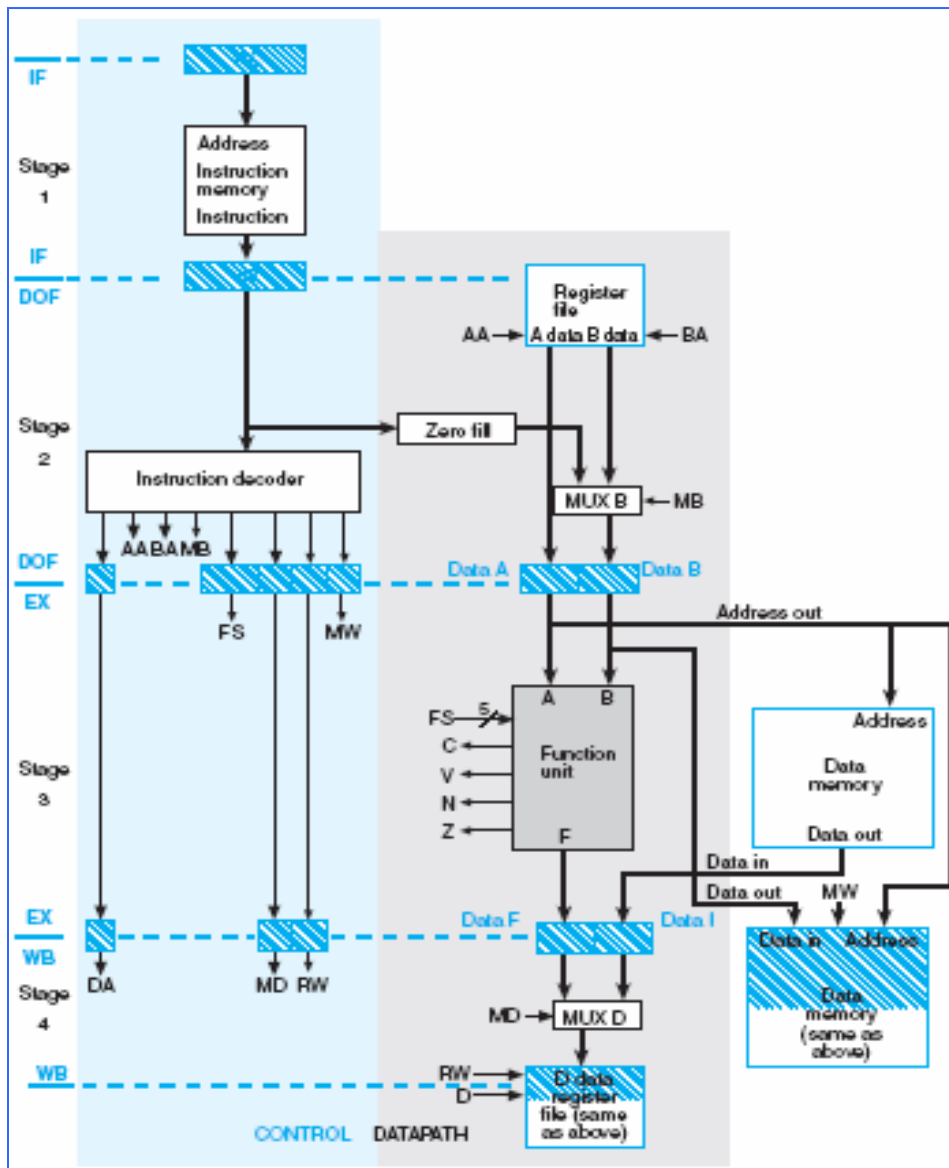 IF
Address
Instruction
memory
Instruction
Stage
1
IF
DOF
Register
file
AA
A data B data
BA
Stage
2
Zero fill
Instruction decoder
MUX B
MB
AA BA MB
DOF
EX
Data A
Data B
FS
MW
Address out
A
B
FS
5
C
V
N
Z
Function
unit
F
Address
Data
memory
Data out
Stage
3
Data in
Data out
MW
EX
WB
Data F
Data I
Data in
Address
Data
memory
(same as
above)
DA
MD
RW
Stage
4
MD
MUX D
WB
RW
D
D data
register
file (same
as above)
CONTROL
DATAPATH